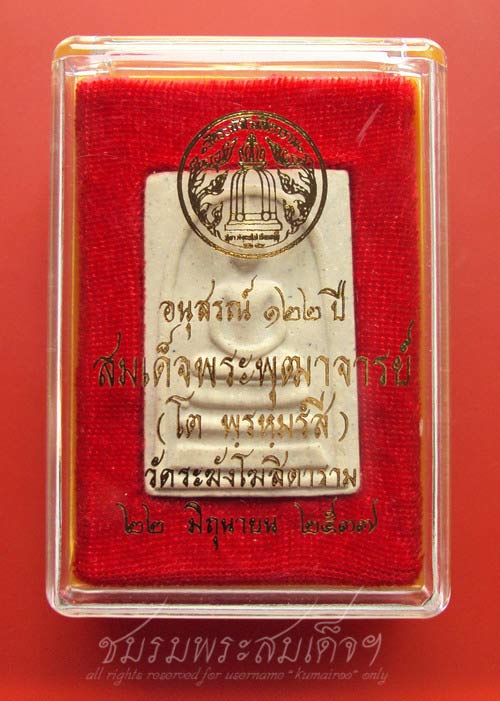 อนุสรณ์ ๑๒๒ ปี
สมเด็จพระพุฒาจารย์
(โต พฺรหฺมรํสี)
วัดระฆังโฆสิตาราม
๒๒ มิถุนายน ๒๕๓๗
ชมรมพระสมเด็จฯ
all rights reserved for username "kumairoo" only